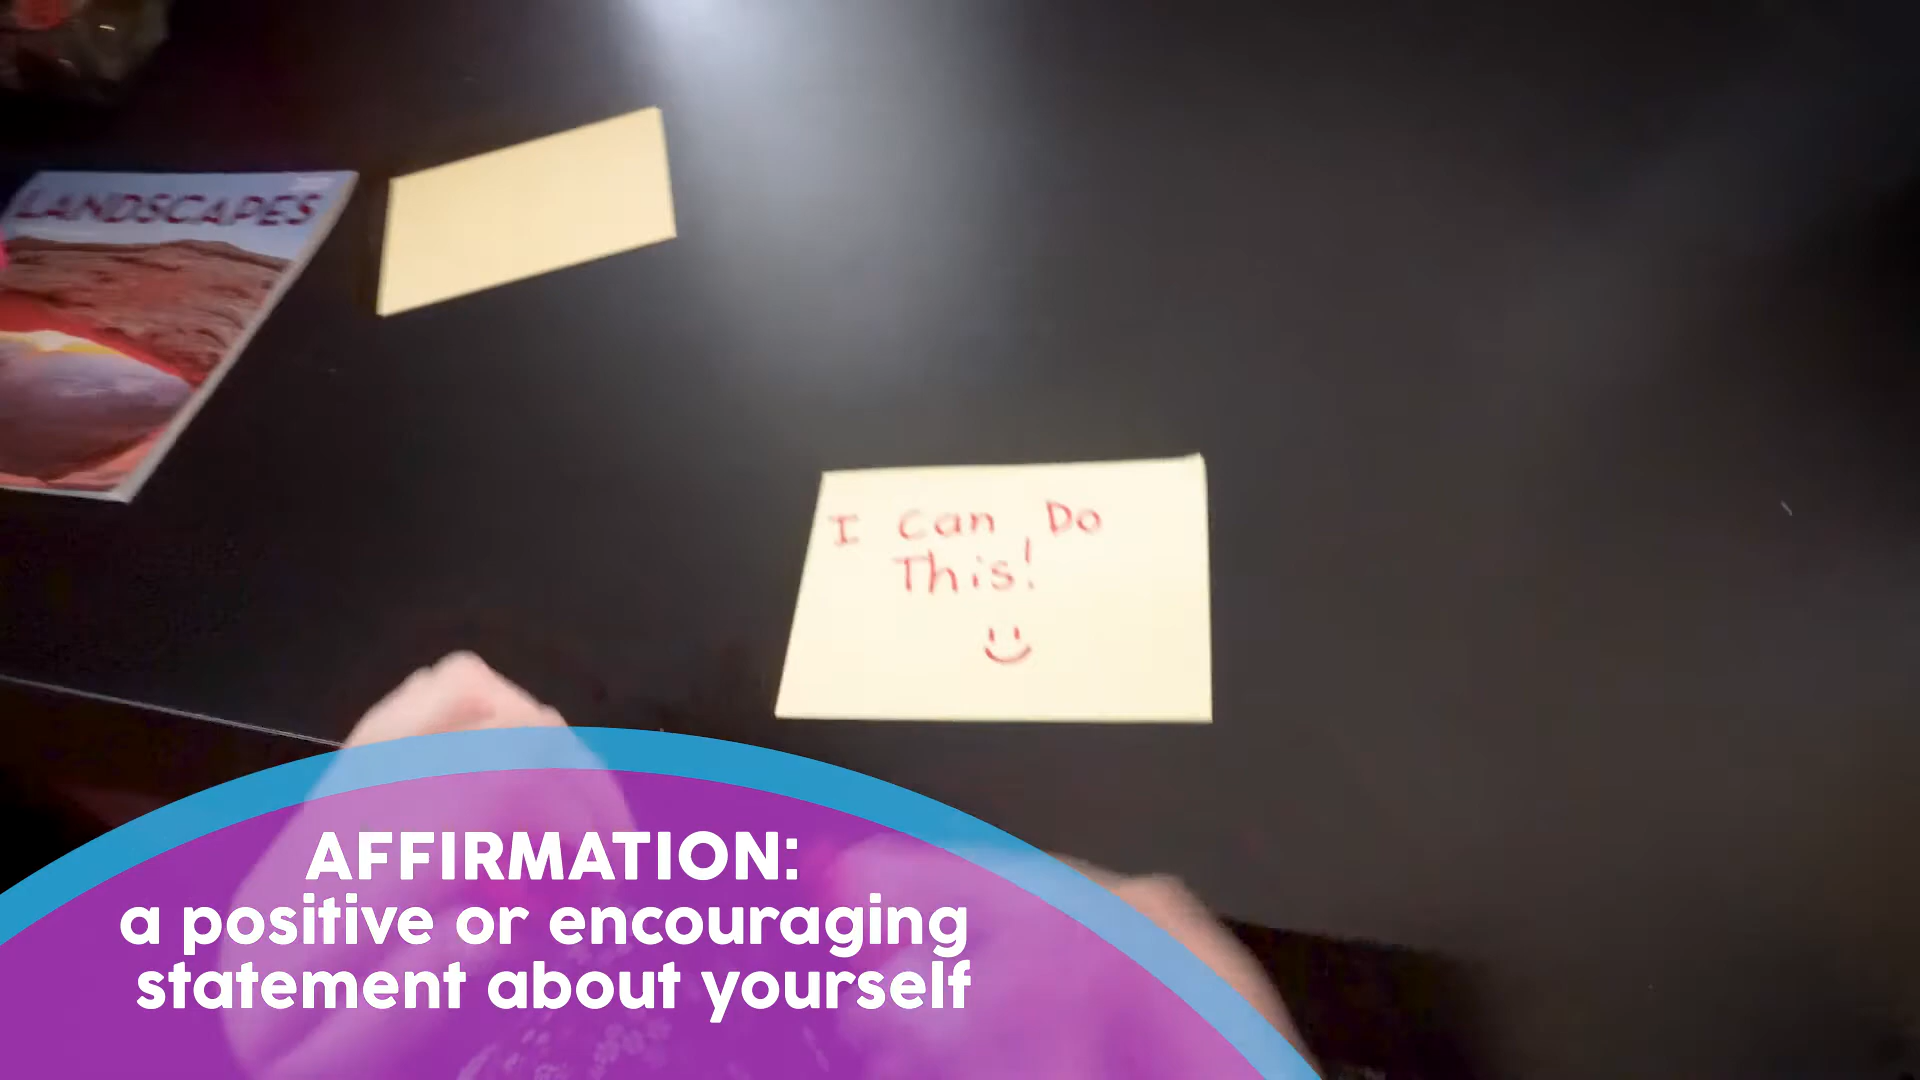 LANDSCAPES
I Can Do
This!
AFFIRMATION:
a positive or encouraging
statement about yourself